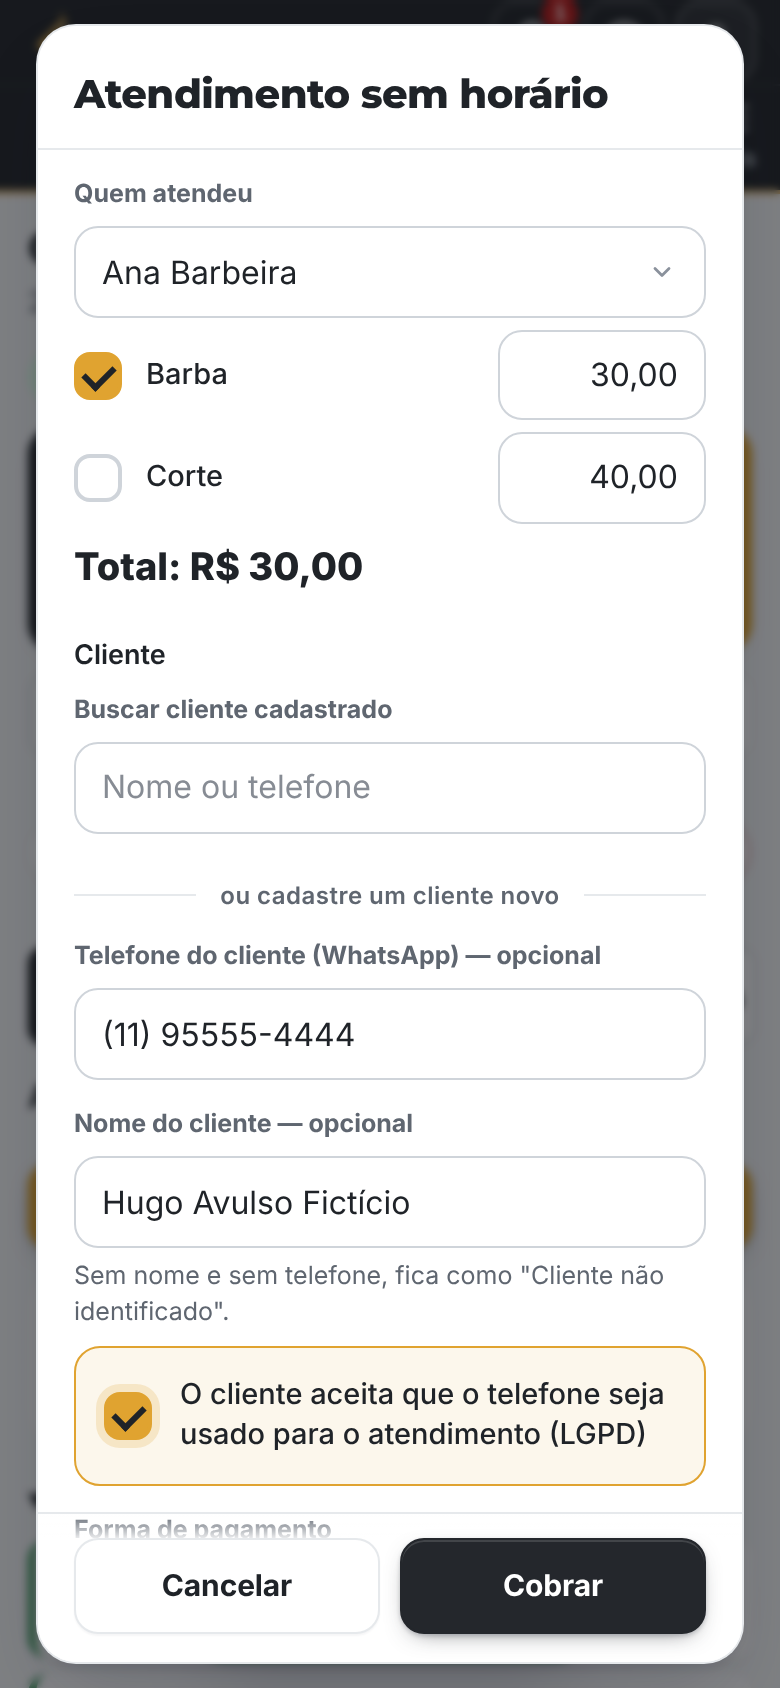 Atendimento sem horário
Quem atendeu
Ana Barbeira
Barba
30,00
Corte
40,00
Total: R$ 30,00
Cliente
Buscar cliente cadastrado
Nome ou telefone
ou cadastre um cliente novo
Telefone do cliente (WhatsApp) — opcional
(11) 95555-4444
Nome do cliente — opcional
Hugo Avulso Fictício
Sem nome e sem telefone, fica como "Cliente não
identificado".
O cliente aceita que o telefone seja
usado para o atendimento (LGPD)
Forma de pagamento
Cancelar
Cobrar